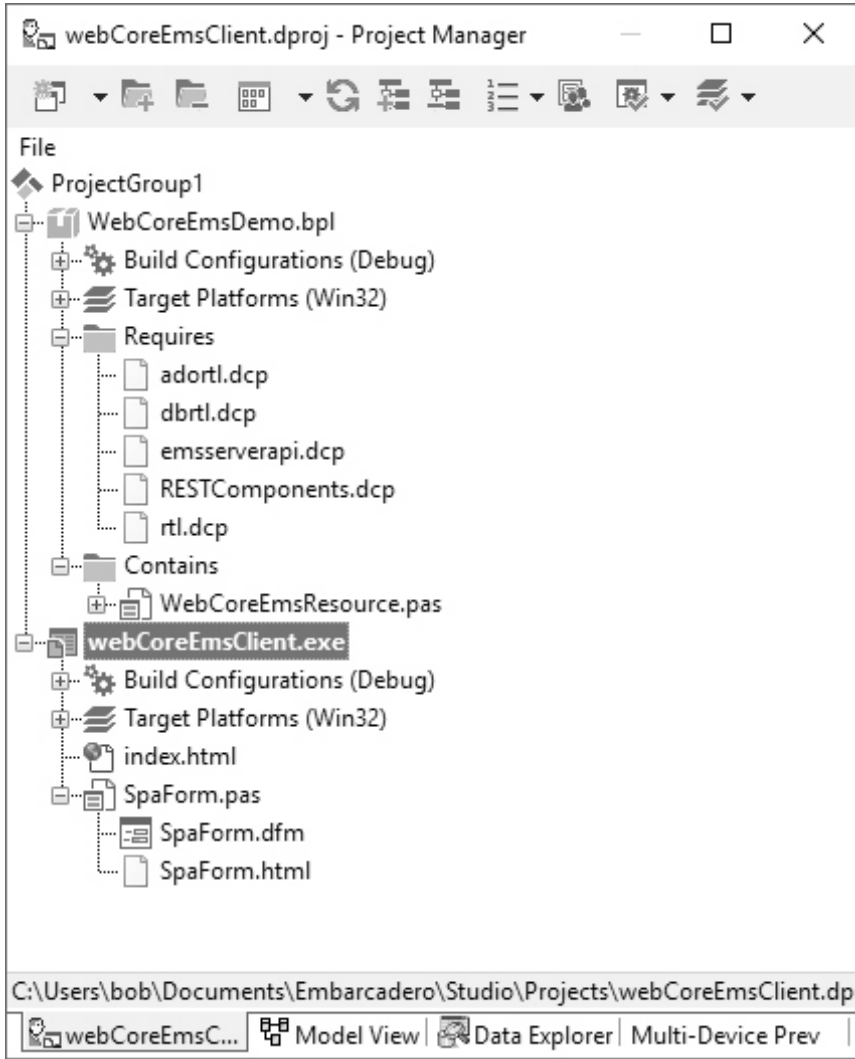 webCoreEmsClient.dproj - Project Manager
File
ProjectGroup1
WebCoreEmsDemo.bpl
Build Configurations (Debug)
Target Platforms (Win32)
Requires
adortl.dcp
dbrtl.dcp
emsserverapi.dcp
RESTComponents.dcp
rtl.dcp
Contains
WebCoreEmsResource.pas
webCoreEmsClient.exe
Build Configurations (Debug)
Target Platforms (Win32)
index.html
SpaForm.pas
SpaForm.dfm
SpaForm.html
C:\Users\bob\Documents\Embarcadero\Studio\Projects\webCoreEmsClient.dp
webCoreEmsC... Model View Data Explorer Multi-Device Prev